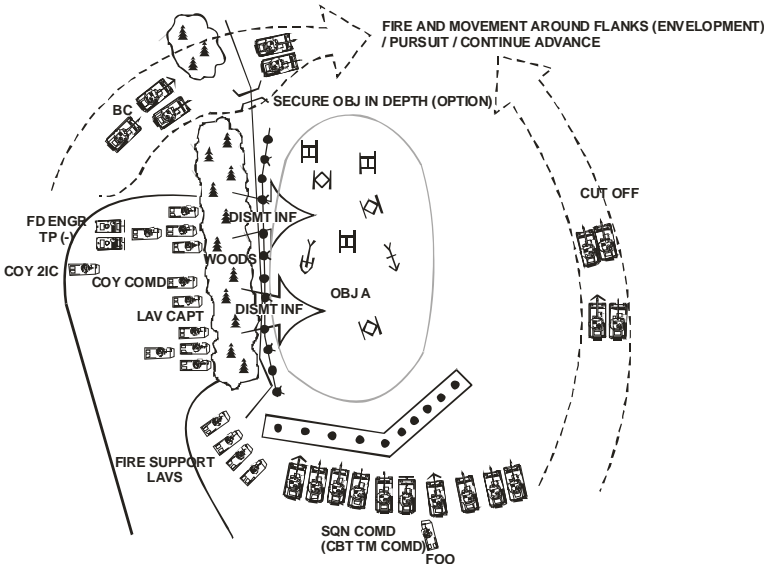 FIRE AND MOVEMENT AROUND FLANKS (ENVELOPMENT)
/ PURSUIT / CONTINUE ADVANCE
BC
SECURE OBJ IN DEPTH (OPTION)
CUT OFF
FD ENGR
TP (-)
DISMT INF
WOODS
COY 2IC
COY COMD
OBJ A
LAV CAPT
DISMT INF
FIRE SUPPORT
LAVS
SQN COMD
(CBT TM COMD)
FOO